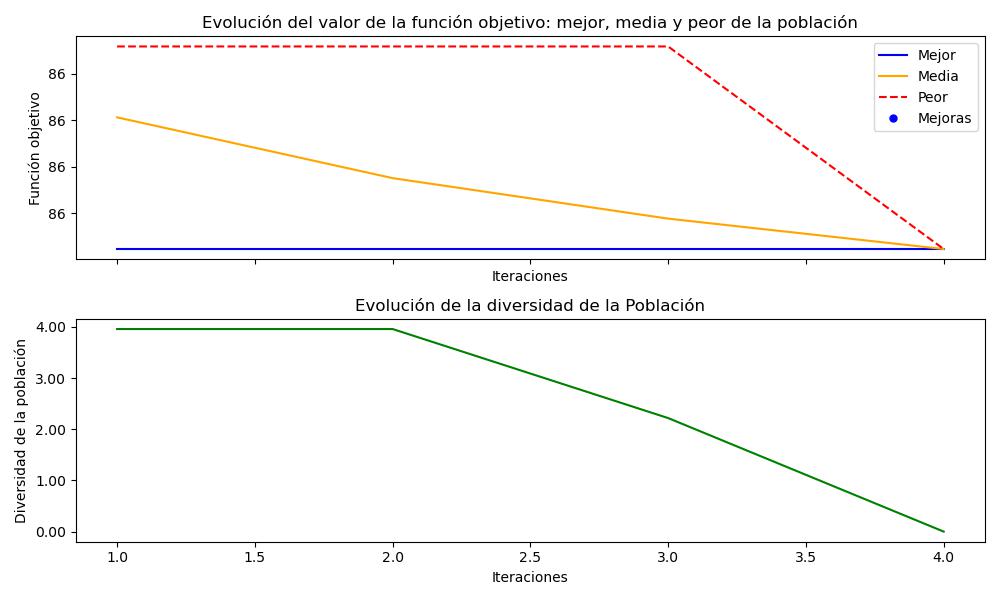 Evolución del valor de la función objetivo: mejor, media y peor de la población
Función objetivo
86
86
86
86
Mejor
Media
Peor
Mejoras
Iteraciones
Evolución de la diversidad de la Población
Diversidad de la población
4.00
3.00
2.00
1.00
0.00
1.0 1.5 2.0 2.5 3.0 3.5 4.0
Iteraciones